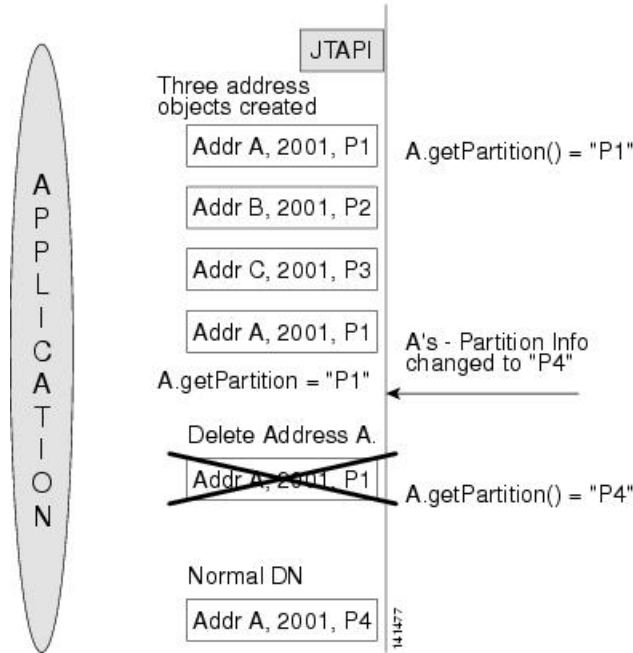 JTAPI
Three address
objects created
Addr A, 2001, P1
A.getPartition() = "P1"
Addr B, 2001, P2
Addr C, 2001, P3
Addr A, 2001, P1
A's - Partition Info
changed to "P4"
A.getPartition = "P1"
Delete Address A.
Addr A, 2001, P1
A.getPartition() = "P4"
Normal DN
Addr A, 2001, P4
141477
APPLICATION